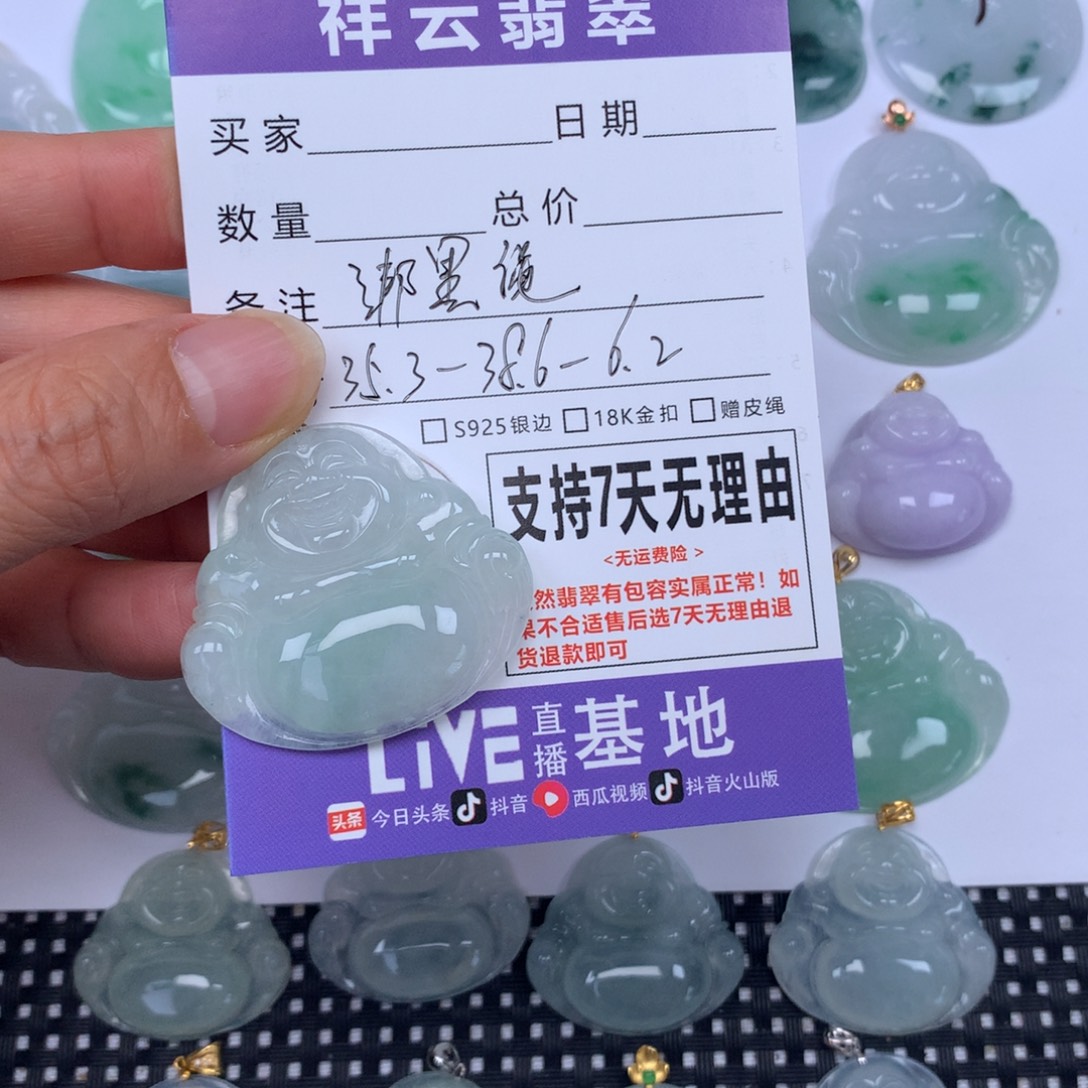 祥云翡翠
买家 日期
数量 总价
备注 绑黑绳
35.3-38.6-6.2
S925银边 18K金扣 赠皮绳
支持7天无理由
<无运费险>
然翡翠有包容实属正常！如
果不合适售后选7天无理由退
货退款即可
LIVE 直播 基地
头条 今日头条 抖音 西瓜视频 抖音火山版